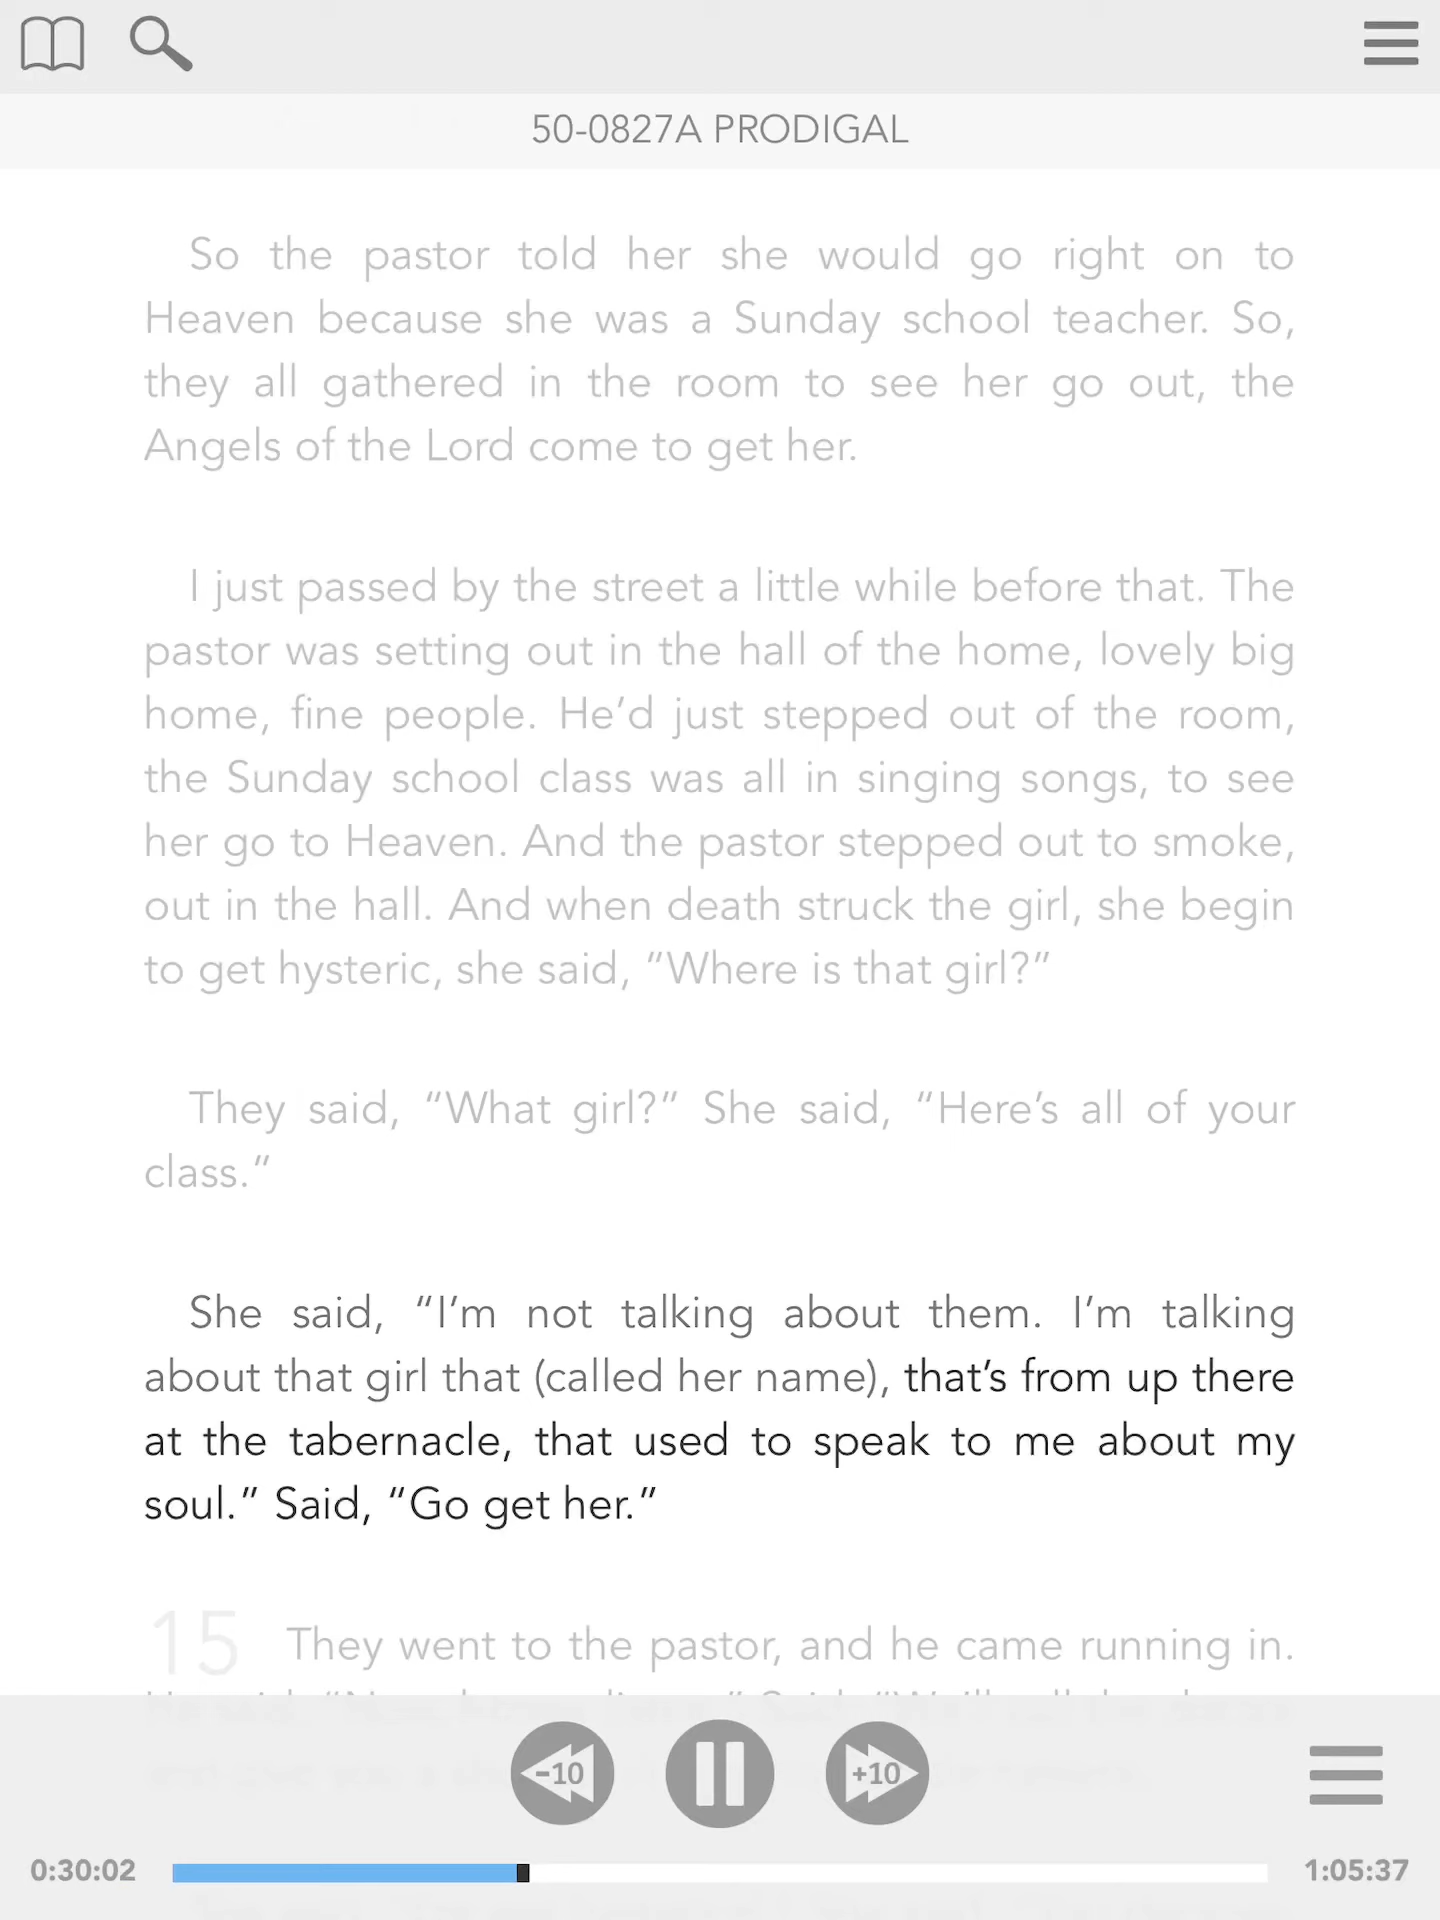 50-0827A PRODIGAL
So the pastor told her she would go right on to
Heaven because she was a Sunday school teacher. So,
they all gathered in the room to see her go out, the
Angels of the Lord come to get her.
I just passed by the street a little while before that. The
pastor was setting out in the hall of the home, lovely big
home, fine people. He’d just stepped out of the room,
the Sunday school class was all in singing songs, to see
her go to Heaven. And the pastor stepped out to smoke,
out in the hall. And when death struck the girl, she begin
to get hysteric, she said, “Where is that girl?”
They said, “What girl?” She said, “Here’s all of your
class.”
She said, “I’m not talking about them. I’m talking
about that girl that (called her name), that’s from up there
at the tabernacle, that used to speak to me about my
soul.” Said, “Go get her.”
15 They went to the pastor, and he came running in.
-10
+10
0:30:02
1:05:37